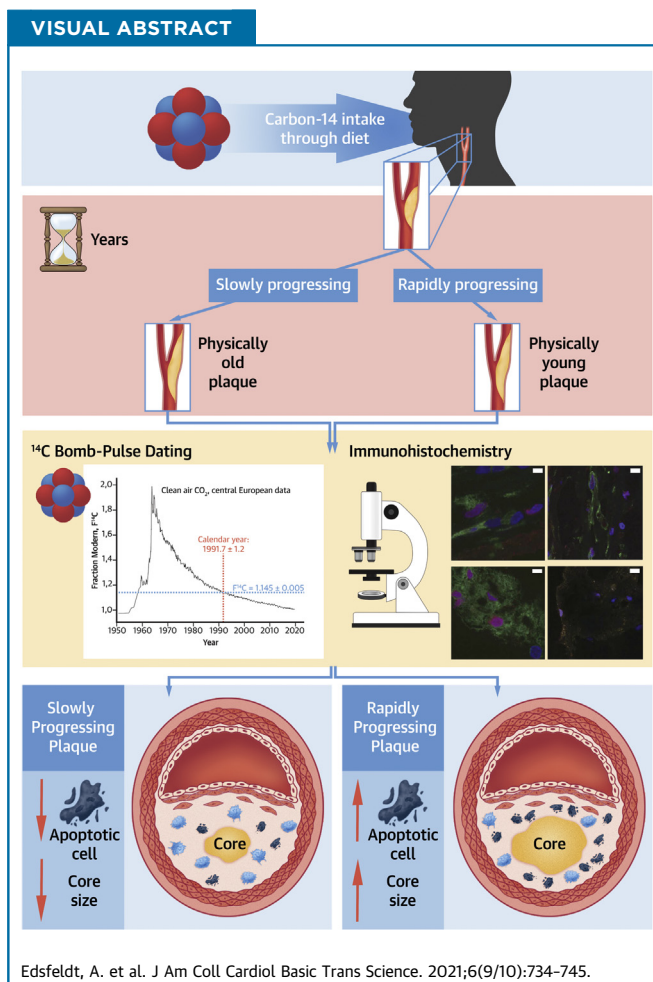 VISUAL ABSTRACT
Carbon-14 intake
through diet
Years
Slowly progressing
Rapidly progressing
Physically
old
plaque
Physically
young
plaque
¹⁴C Bomb-Pulse Dating
Immunohistochemistry
Clean air CO₂, central European data
Calendar year:
1991.7 ± 1.2
F¹⁴C = 1.145 ± 0.005
Fraction Modern, F¹⁴C
2,0
1,8
1,6
1,4
1,2
1,0
1950 1960 1970 1980 1990 2000 2010 2020
Year
Slowly
Progressing
Plaque
Apoptotic
cell
Core
size
Core
Rapidly
Progressing
Plaque
Apoptotic
cell
Core
size
Core
Edsfeldt, A. et al. J Am Coll Cardiol Basic Trans Science. 2021;6(9/10):734–745.